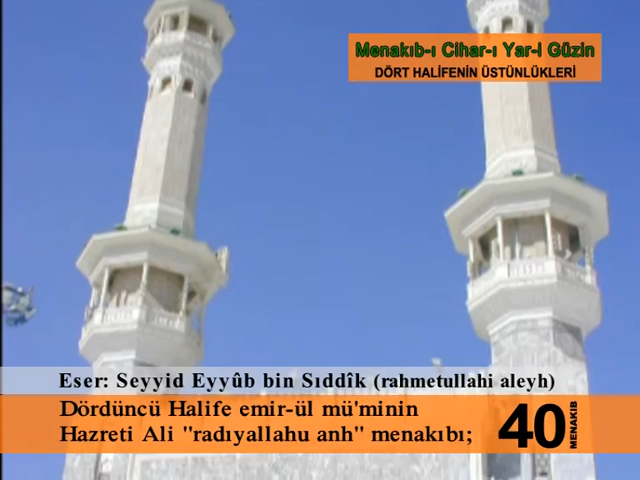 Menakıb-ı Cihar-ı Yar-i Güzin
DÖRT HALİFENİN ÜSTÜNLÜKLERİ
Eser: Seyyid Eyyûb bin Sıddîk (rahmetullahi aleyh)
Dördüncü Halife emir-ül mü'minin
Hazreti Ali "radıyallahu anh" menakıbı;
40
MENAKIB